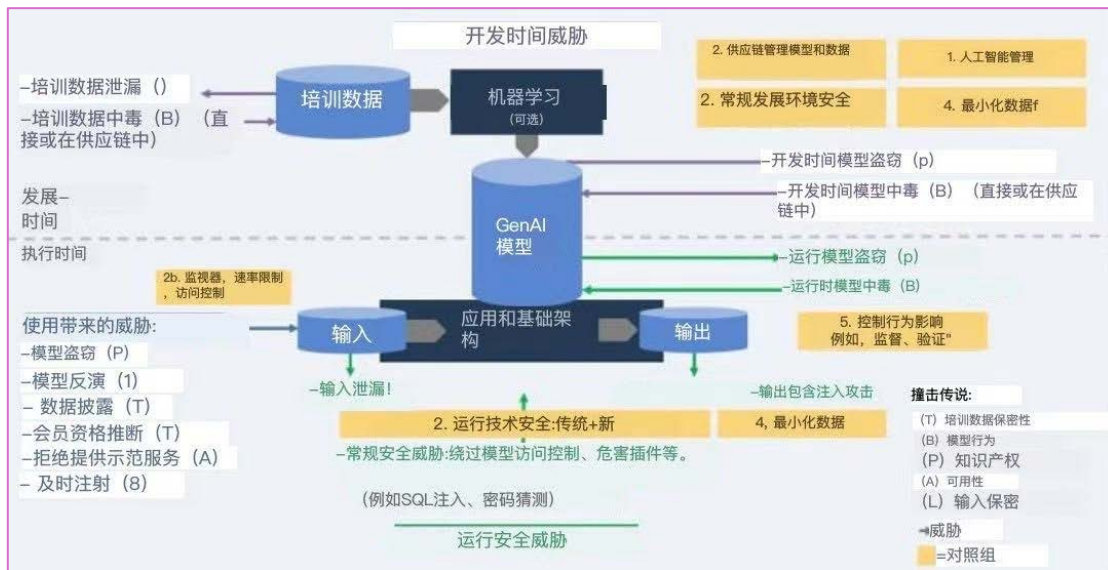 开发时间威胁
2. 供应链管理模型和数据
1. 人工智能管理
2. 常规发展环境安全
4. 最小化数据f
–培训数据泄漏（）
–培训数据中毒（B）（直
接或在供应链中）
培训数据
机器学习
（可选）
–开发时间模型盗窃（p）
–开发时间模型中毒（B）（直接或在供应
链中）
发展–
时间
GenAI
模型
执行时间
–运行模型盗窃（p）
–运行时模型中毒（B）
2b. 监视器，速率限制
，访问控制
使用带来的威胁:
–模型盗窃（P）
–模型反演（1）
– 数据披露（T）
–会员资格推断（T）
–拒绝提供示范服务（A）
– 及时注射（8）
输入
应用和基础架
构
输出
5. 控制行为影响
例如，监督、验证"
–输入泄漏！
–输出包含注入攻击
2. 运行技术安全:传统+新
4, 最小化数据
–常规安全威胁:绕过模型访问控制、危害插件等。
（例如SQL注入、密码猜测）
运行安全威胁
撞击传说:
（T）培训数据保密性
（B）模型行为
（P）知识产权
（A）可用性
（L）输入保密
➡威胁
=对照组